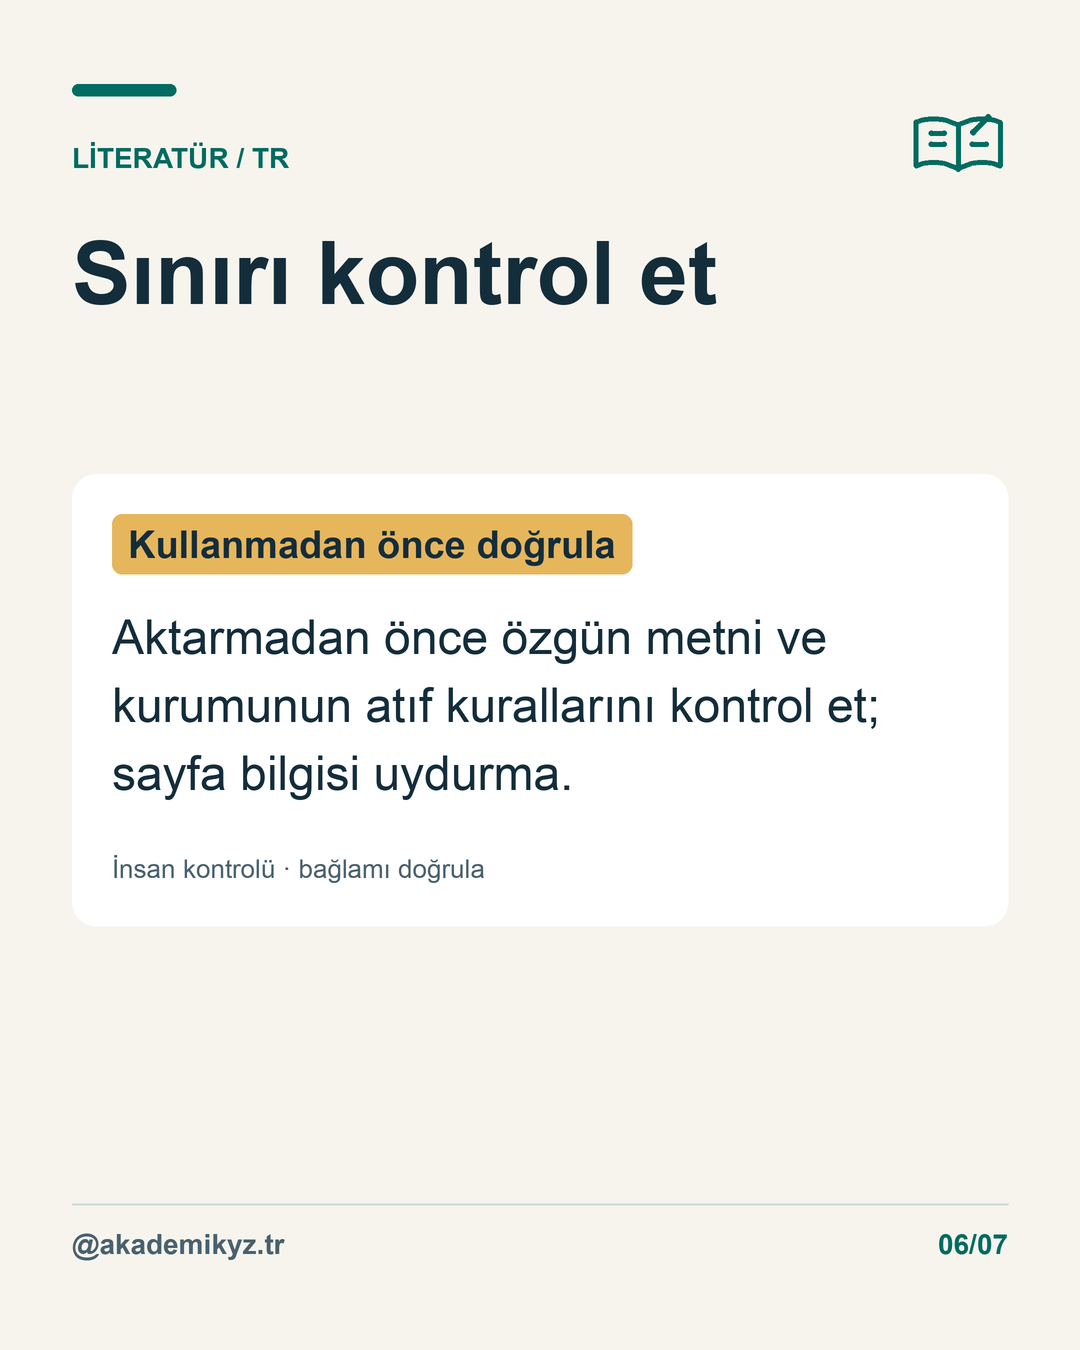 LİTERATÜR / TR
Sınırı kontrol et
Kullanmadan önce doğrula
Aktarmadan önce özgün metni ve
kurumunun atıf kurallarını kontrol et;
sayfa bilgisi uydurma.
İnsan kontrolü · bağlamı doğrula
@akademikyz.tr
06/07